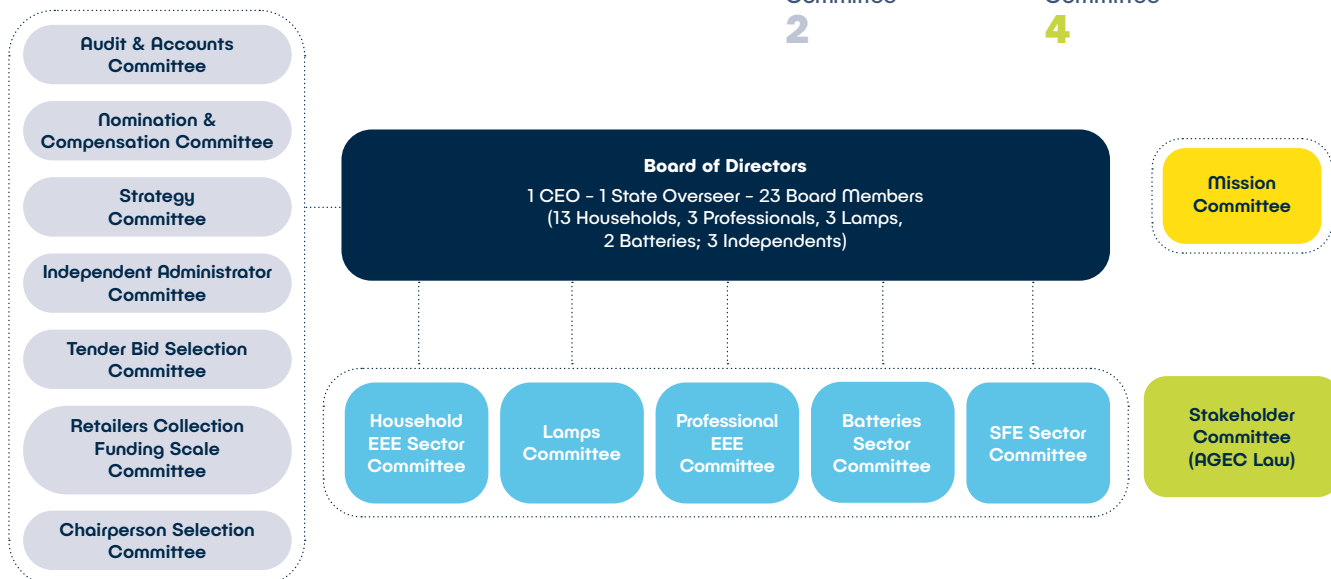 Committee
2
Committee
4
Audit & Accounts
Committee
Nomination &
Compensation Committee
Strategy
Committee
Independent Administrator
Committee
Tender Bid Selection
Committee
Retailers Collection
Funding Scale
Committee
Chairperson Selection
Committee
Board of Directors
1 CEO - 1 State Overseer - 23 Board Members
(13 Households, 3 Professionals, 3 Lamps,
2 Batteries; 3 Independents)
Mission
Committee
Household
EEE Sector
Committee
Lamps
Committee
Professional
EEE
Committee
Batteries
Sector
Committee
SFE Sector
Committee
Stakeholder
Committee
(AGEC Law)